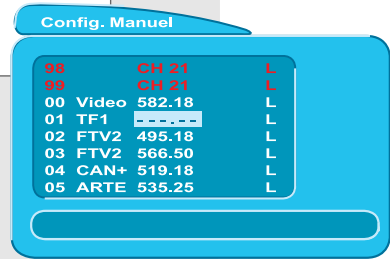 Config. Manuel
98 CH 21 L
99 CH 21 L
00 Video 582.18 L
01 TF1 ---.-- L
02 FTV2 495.18 L
03 FTV2 566.50 L
04 CAN+ 519.18 L
05 ARTE 535.25 L